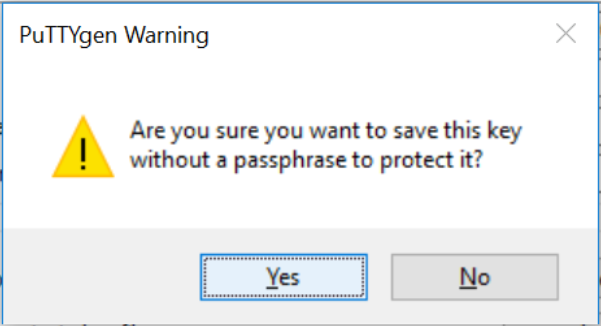 PuTTYgen Warning
Are you sure you want to save this key
without a passphrase to protect it?
Yes
No